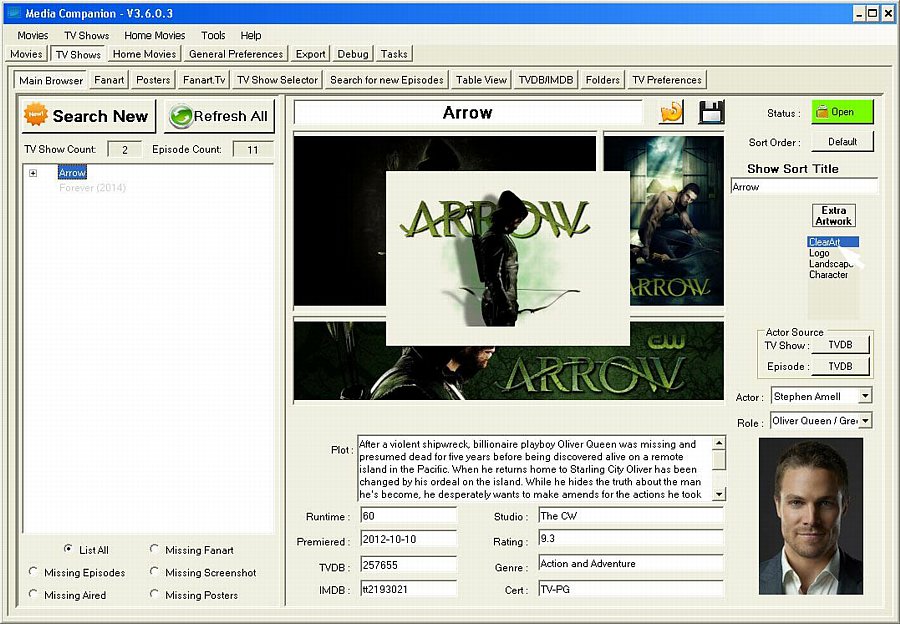 Media Companion - V3.6.0.3
Movies TV Shows Home Movies Tools Help
Movies TV Shows Home Movies General Preferences Export Debug Tasks
Main Browser Fanart Posters Fanart.Tv TV Show Selector Search for new Episodes Table View TVDB/IMDB Folders TV Preferences
New! Search New Refresh All
TV Show Count: 2 Episode Count: 11
Arrow
Forever (2014)
List All Missing Fanart
Missing Episodes Missing Screenshot
Missing Aired Missing Posters
Arrow
ARROW
ARROW
CW
ARROW
Plot :
After a violent shipwreck, billionaire playboy Oliver Queen was missing and
presumed dead for five years before being discovered alive on a remote
island in the Pacific. When he returns home to Starling City Oliver has been
changed by his ordeal on the island. While he hides the truth about the man
he's become, he desperately wants to make amends for the actions he took
Runtime : 60 Studio : The CW
Premiered : 2012-10-10 Rating : 9.3
TVDB : 257655 Genre : Action and Adventure
IMDB : tt2193021 Cert : TV-PG
Status : Open
Sort Order : Default
Show Sort Title
Arrow
Extra
Artwork
ClearArt
Logo
Landscape
Character
Actor Source
TV Show : TVDB
Episode : TVDB
Actor : Stephen Amell
Role : Oliver Queen / Gree